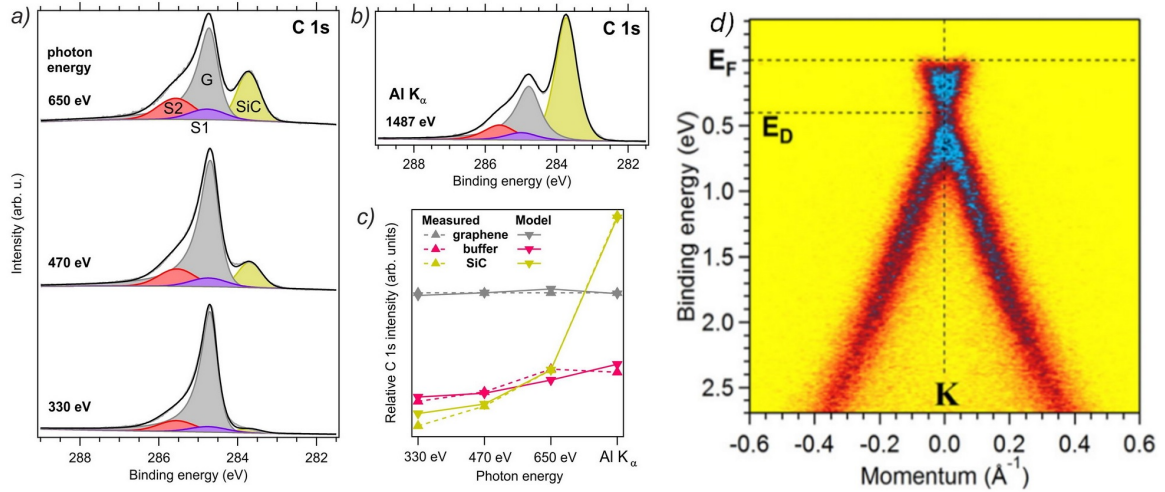 a)
C 1s
photon
energy
650 eV
G
S2
SiC
S1
470 eV
330 eV
Intensity (arb. u.)
288 286 284 282
Binding energy (eV)
b)
C 1s
Al Kα
1487 eV
288 286 284 282
Binding energy (eV)
c)
Measured Model
graphene
buffer
SiC
Relative C 1s intensity (arb. units)
330 eV 470 eV 650 eV Al Kα
Photon energy
d)
EF
ED
0.5
1.0
1.5
2.0
2.5
Binding energy (eV)
K
-0.6 -0.4 -0.2 0.0 0.2 0.4 0.6
Momentum (Å-1)